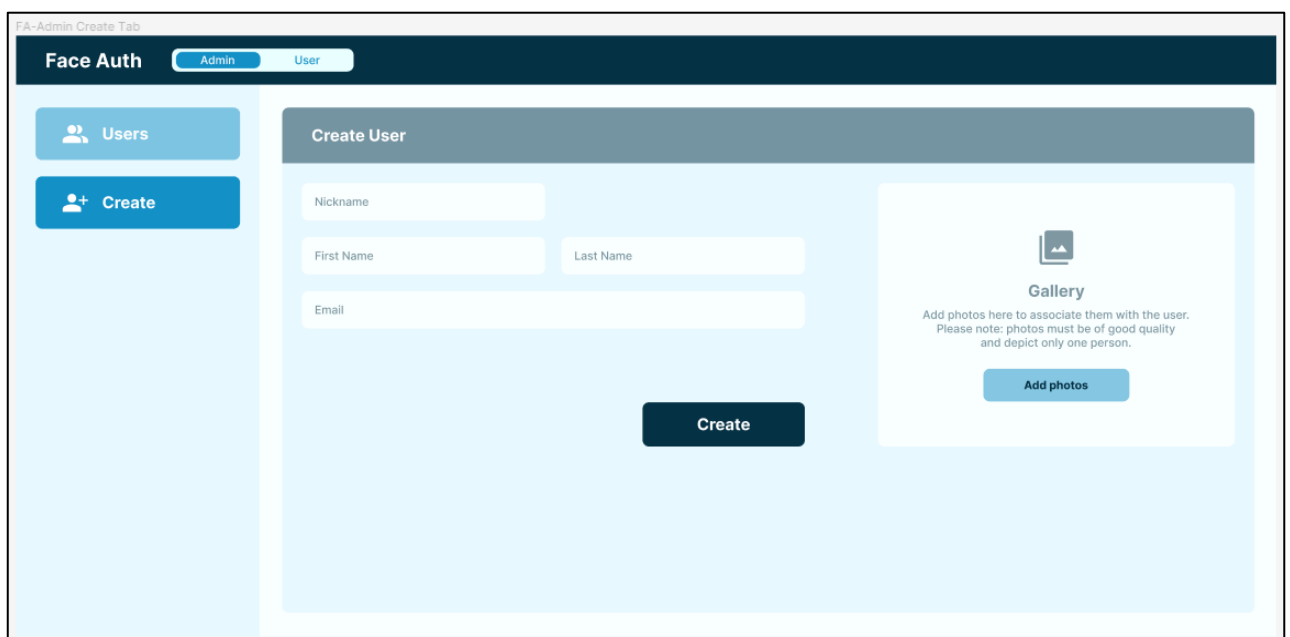 FA-Admin Create Tab
Face Auth
Admin
User
Users
Create
Create User
Nickname
First Name
Last Name
Email
Create
Gallery
Add photos here to associate them with the user.
Please note: photos must be of good quality
and depict only one person.
Add photos